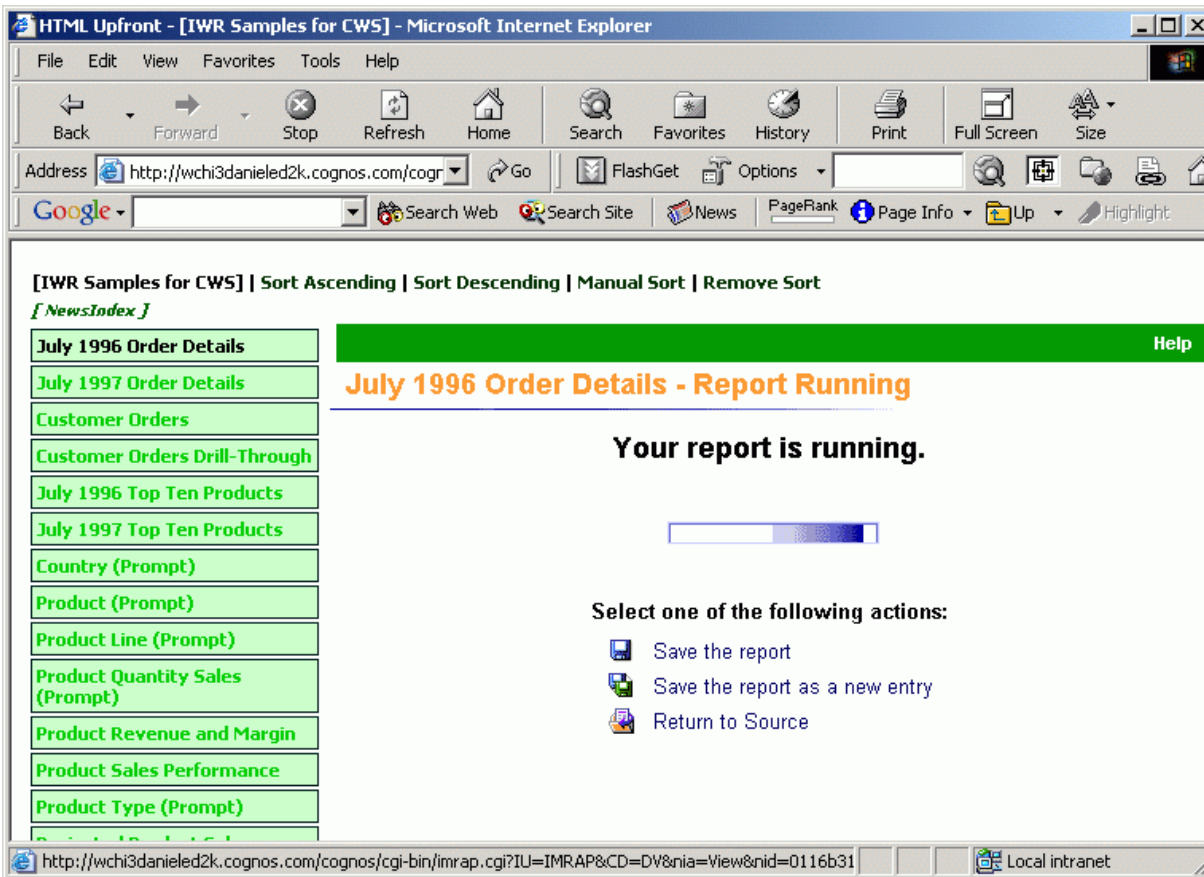 HTML Upfront - [IWR Samples for CWS] - Microsoft Internet Explorer
File Edit View Favorites Tools Help
Back Forward Stop Refresh Home Search Favorites History Print Full Screen Size
Address http://wchi3danieled2k.cognos.com/cogr Go FlashGet Options
Google Search Web Search Site News PageRank Page Info Up Highlight
[IWR Samples for CWS] | Sort Ascending | Sort Descending | Manual Sort | Remove Sort
[ NewsIndex ]
July 1996 Order Details
July 1997 Order Details
Customer Orders
Customer Orders Drill-Through
July 1996 Top Ten Products
July 1997 Top Ten Products
Country (Prompt)
Product (Prompt)
Product Line (Prompt)
Product Quantity Sales
(Prompt)
Product Revenue and Margin
Product Sales Performance
Product Type (Prompt)
Help
July 1996 Order Details - Report Running
Your report is running.
Select one of the following actions:
Save the report
Save the report as a new entry
Return to Source
http://wchi3danieled2k.cognos.com/cognos/cgi-bin/imrap.cgi?IU=IMRAP&CD=DV&nia=View&nid=0116b31
Local intranet